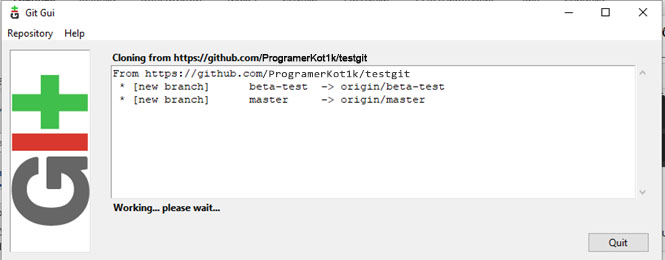 Git Gui
Repository Help
GIT
Cloning from https://github.com/ProgramerKot1k/testgit
From https://github.com/ProgramerKot1k/testgit
* [new branch] beta-test -> origin/beta-test
* [new branch] master -> origin/master
Working... please wait...
Quit